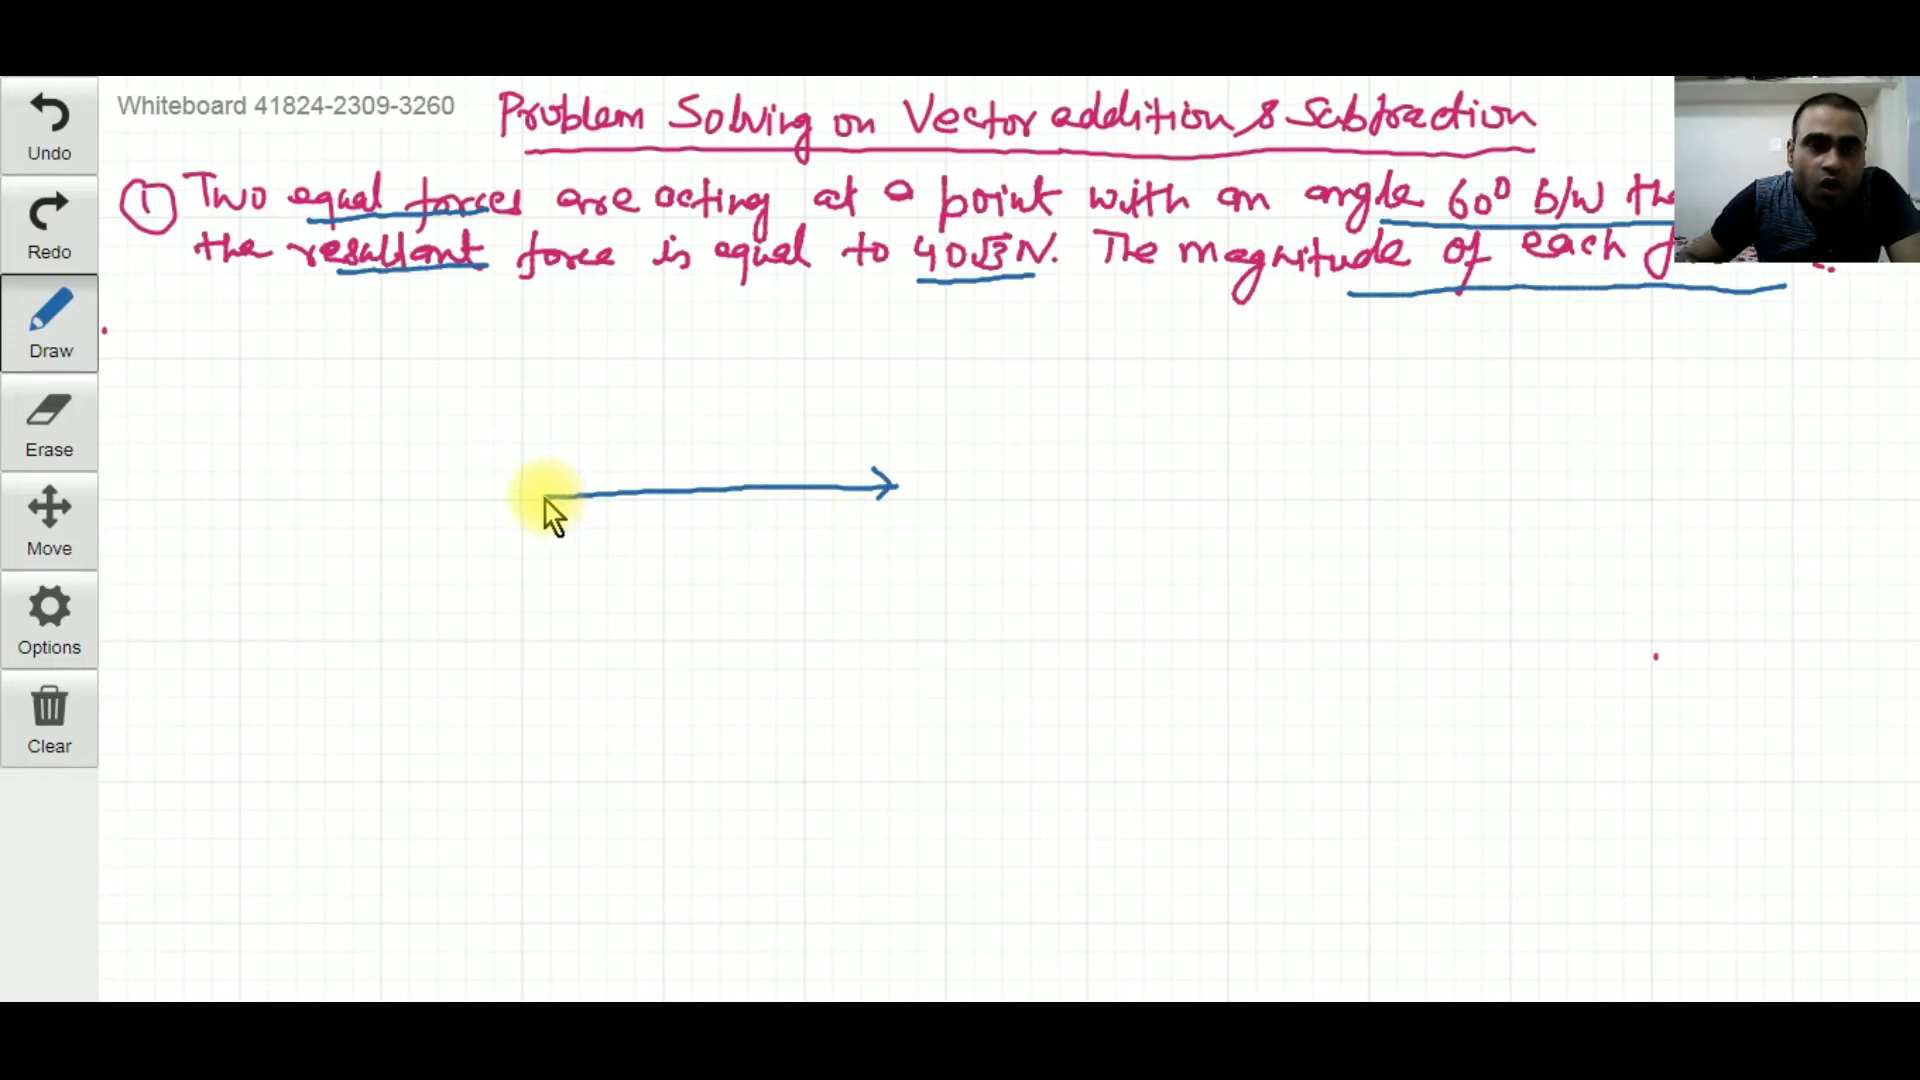 Whiteboard 41824-2309-3260
Problem Solving on Vector addition & Subtraction
① Two equal forces are acting at a point with an angle 60° b/w
the resultant force is equal to 40√3 N. The magnitude of each
Undo
Redo
Draw
Erase
Move
Options
Clear